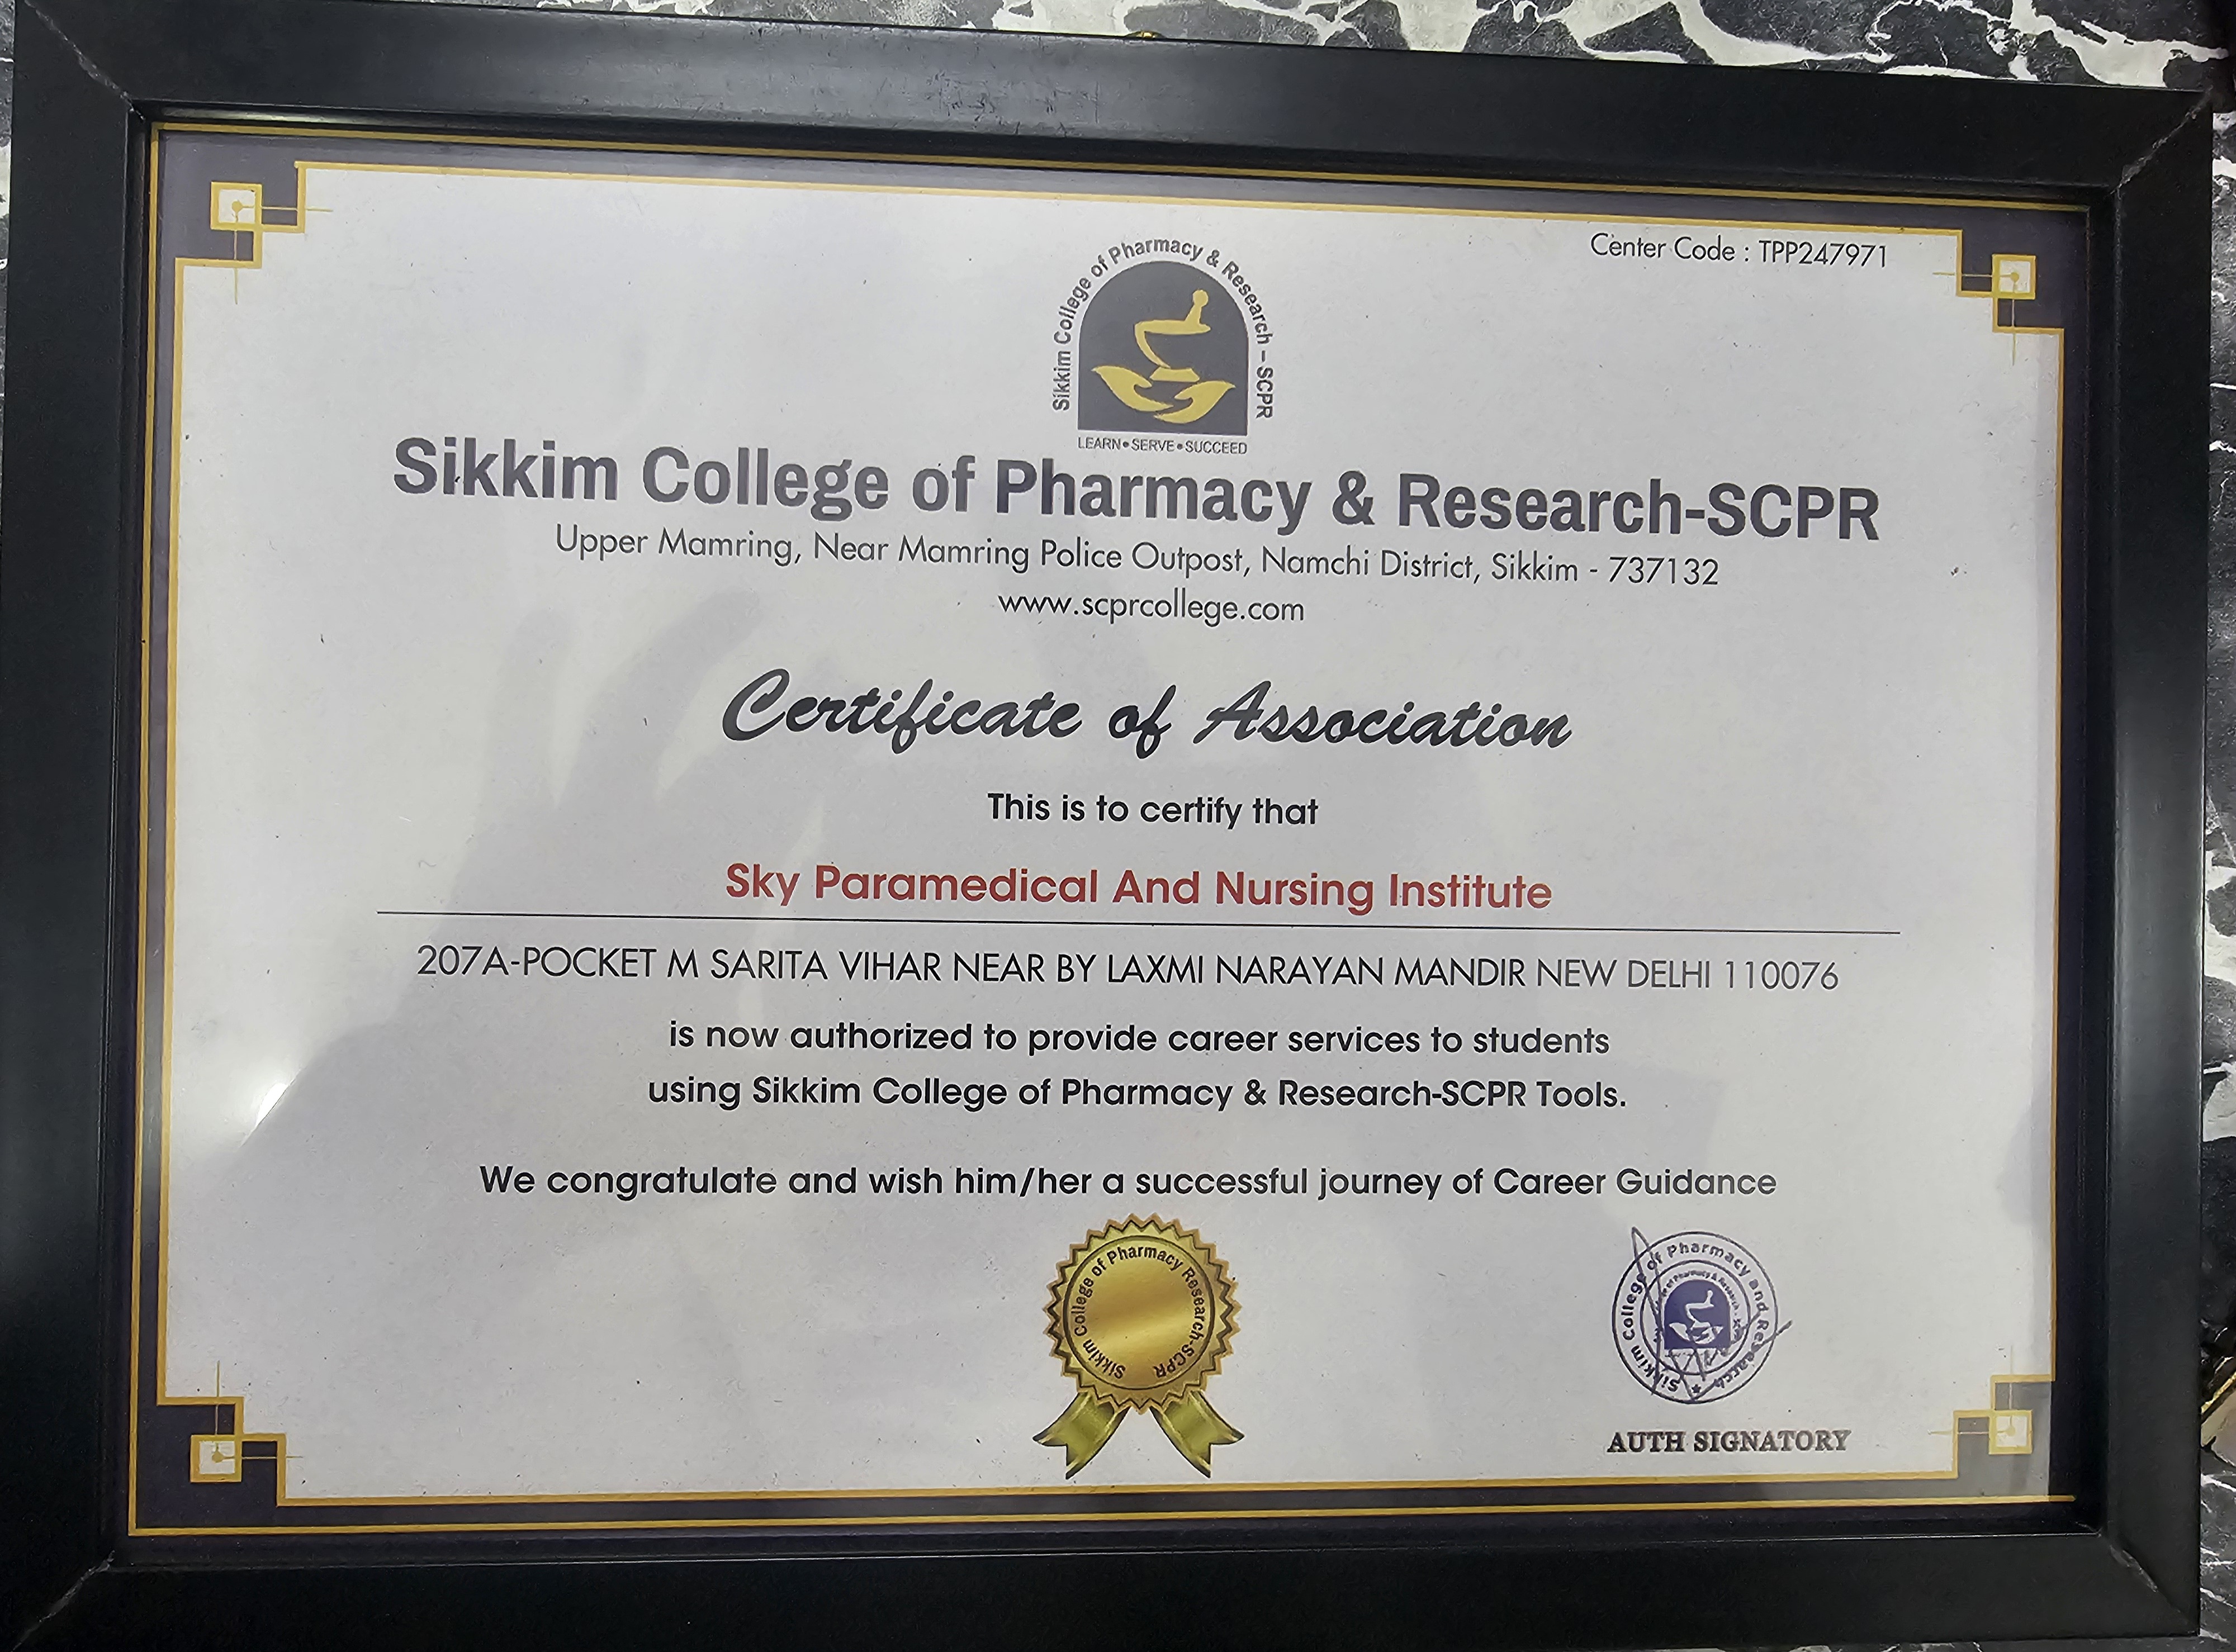 Center Code : TPP247971
Sikkim College of Pharmacy & Research – SCPR
LEARN • SERVE • SUCCEED
Sikkim College of Pharmacy & Research-SCPR
Upper Mamring, Near Mamring Police Outpost, Namchi District, Sikkim - 737132
www.scprcollege.com
Certificate of Association
This is to certify that
Sky Paramedical And Nursing Institute
207A-POCKET M SARITA VIHAR NEAR BY LAXMI NARAYAN MANDIR NEW DELHI 110076
is now authorized to provide career services to students
using Sikkim College of Pharmacy & Research-SCPR Tools.
We congratulate and wish him/her a successful journey of Career Guidance
Sikkim College of Pharmacy Research-SCPR
Sikkim College of Pharmacy and Research
AUTH SIGNATORY